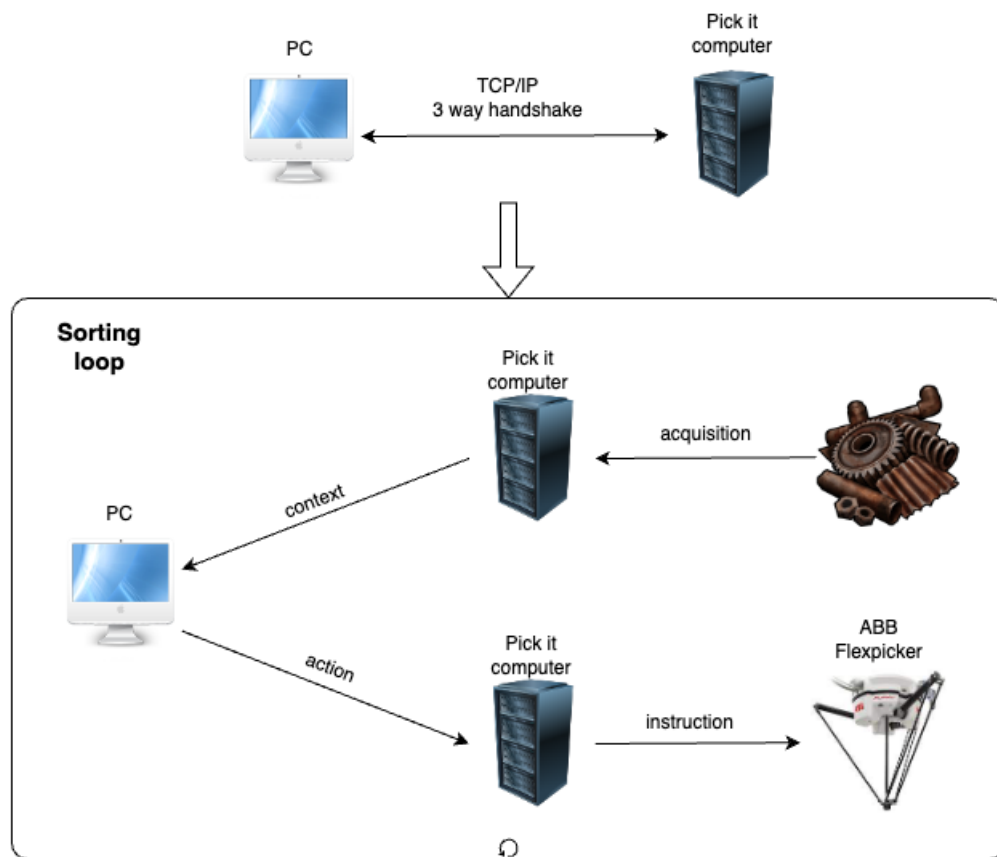 PC
Pick it
computer
TCP/IP
3 way handshake
Sorting
loop
Pick it
computer
acquisition
context
PC
action
Pick it
computer
instruction
ABB
Flexpicker